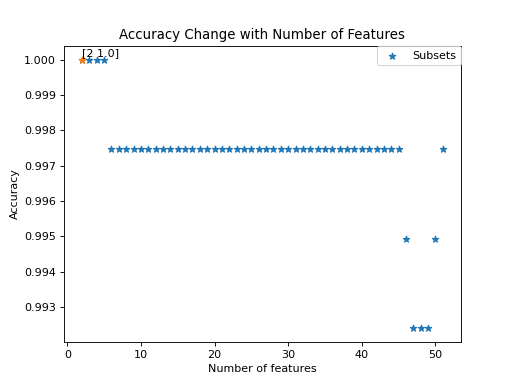 Accuracy Change with Number of Features
[2,1.0]
Subsets
1.000
0.999
0.998
0.997
0.996
0.995
0.994
0.993
Accuracy
0 10 20 30 40 50
Number of features